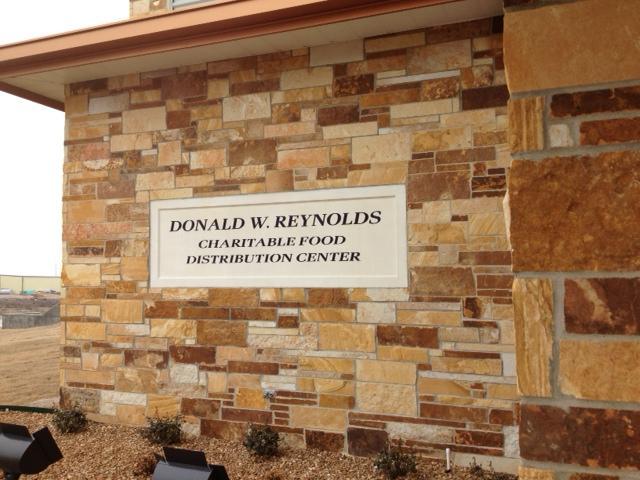 DONALD W. REYNOLDS
CHARITABLE FOOD
DISTRIBUTION CENTER